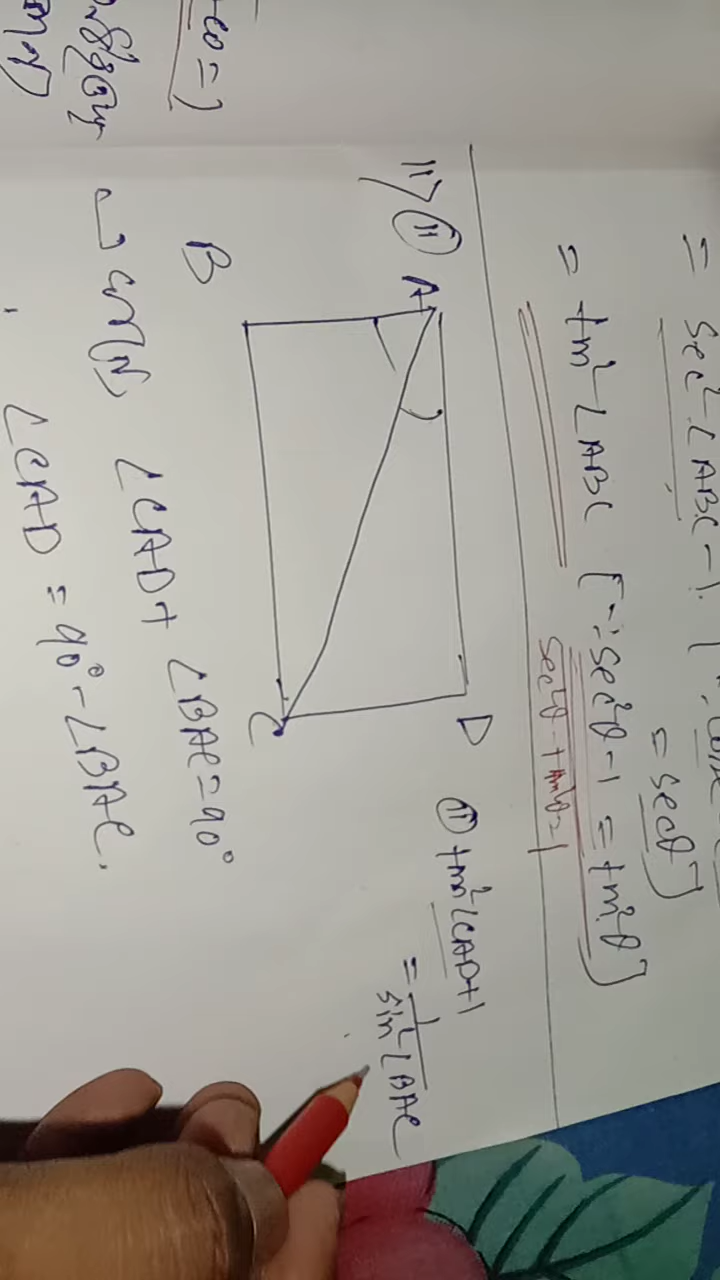 = sec² ∠ABC - 1
= secθ]
= tan² ∠ABC [∵ sec²θ - 1 = tan²θ]
sec²θ - tan²θ = 1
11> (ii)
A
D
B
C
(ii) tan² ∠CAD + 1
= 1/sin² ∠BAC
∠CAD + ∠BAC = 90°
∠CAD = 90° - ∠BAC.